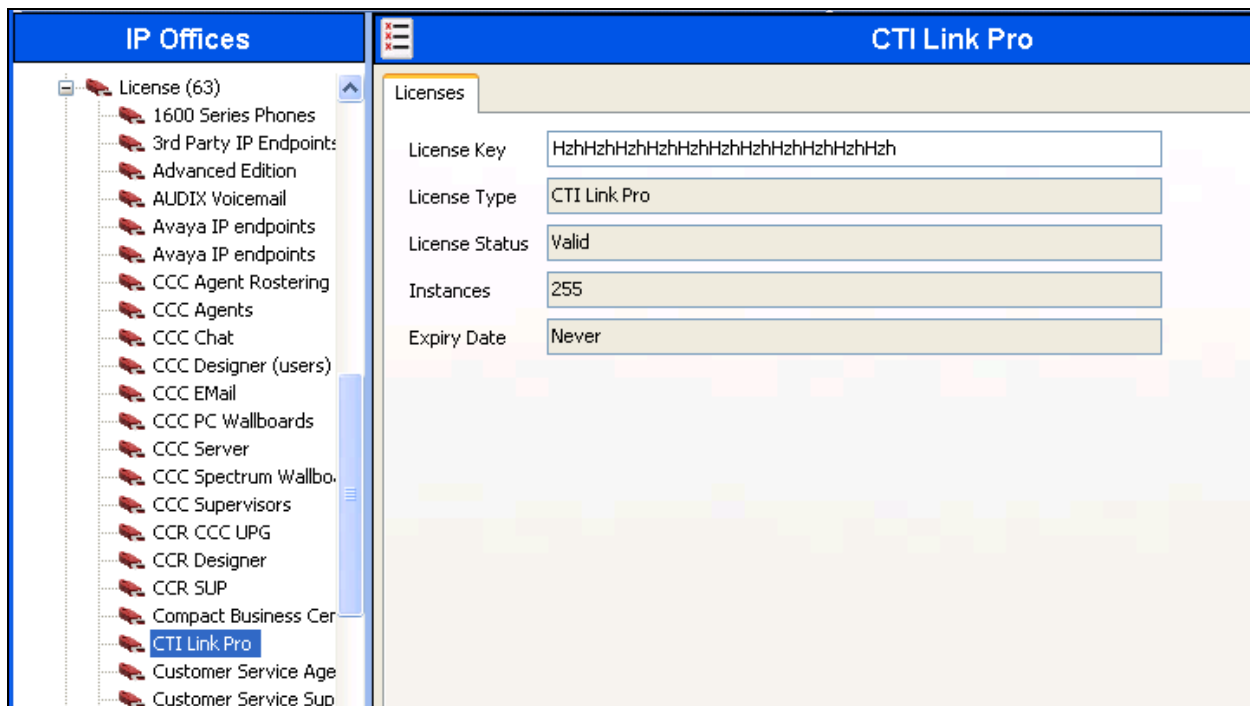 IP Offices
License (63)
1600 Series Phones
3rd Party IP Endpoints
Advanced Edition
AUDIX Voicemail
Avaya IP endpoints
Avaya IP endpoints
CCC Agent Rostering
CCC Agents
CCC Chat
CCC Designer (users)
CCC EMail
CCC PC Wallboards
CCC Server
CCC Spectrum Wallbo
CCC Supervisors
CCR CCC UPG
CCR Designer
CCR SUP
Compact Business Cer
CTI Link Pro
Customer Service Age
Customer Service Sup
CTI Link Pro
Licenses
License Key HzhHzhHzhHzhHzhHzhHzhHzhHzhHzhHzh
License Type CTI Link Pro
License Status Valid
Instances 255
Expiry Date Never